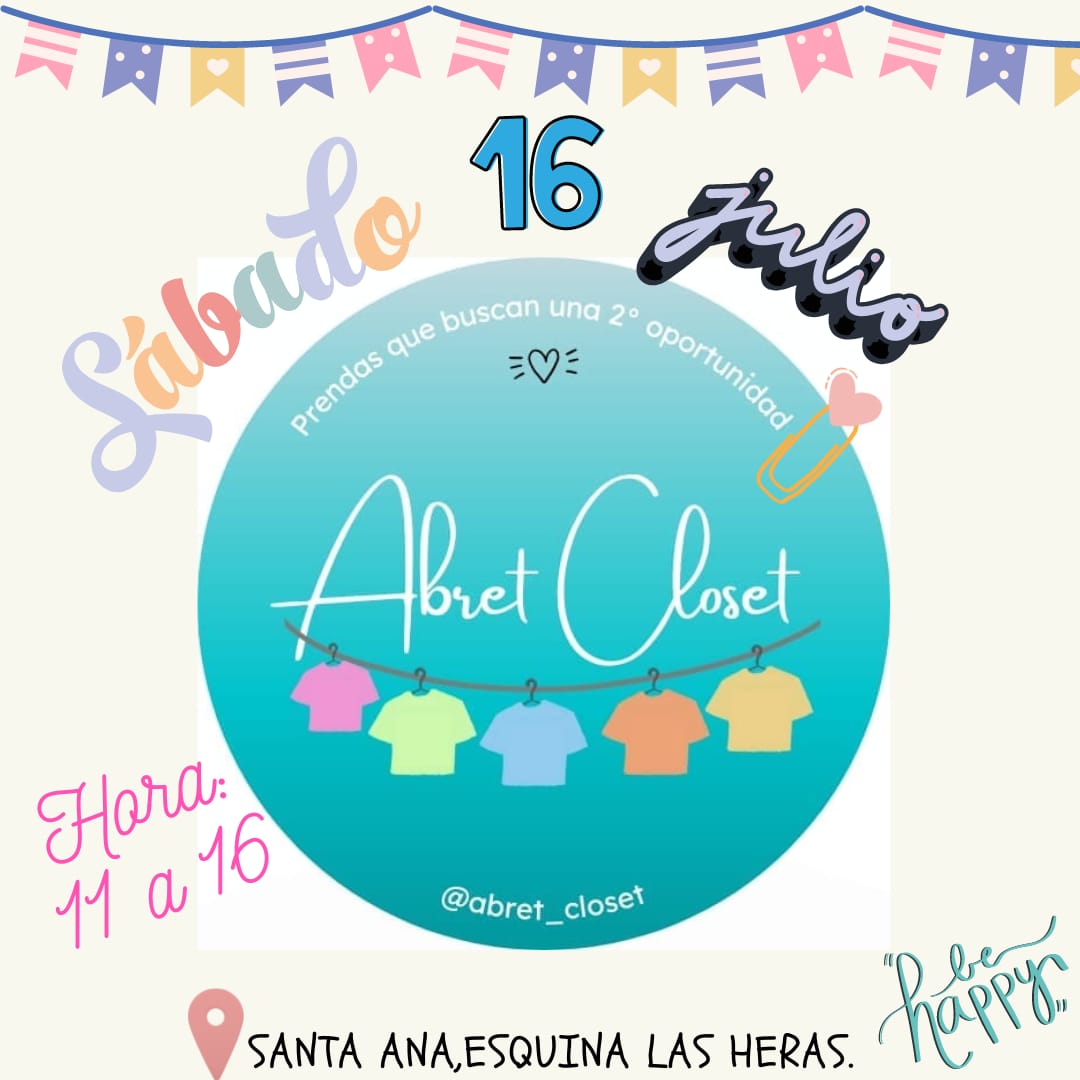 16
Sábado
julio
Prendas que buscan una 2° oportunidad
Abret Closet
Hora:
11 a 16
@abret_closet
"be
happy"
SANTA ANA,ESQUINA LAS HERAS.